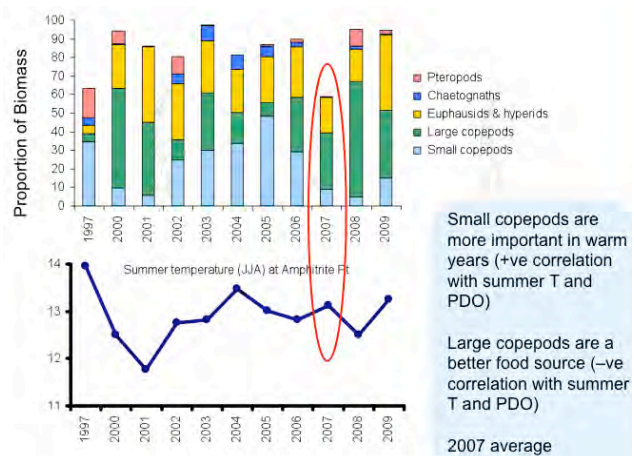 Proportion of Biomass
100
90
80
70
60
50
40
30
20
10
0
1997
2000
2001
2002
2003
2004
2005
2006
2007
2008
2009
Pteropods
Chaetognaths
Euphausids & hyperids
Large copepods
Small copepods
Summer temperature (JJA) at Amphitrite Pt
14
13
12
11
1997
2000
2001
2002
2003
2004
2005
2006
2007
2008
2009
Small copepods are
more important in warm
years (+ve correlation
with summer T and
PDO)
Large copepods are a
better food source (–ve
correlation with summer
T and PDO)
2007 average